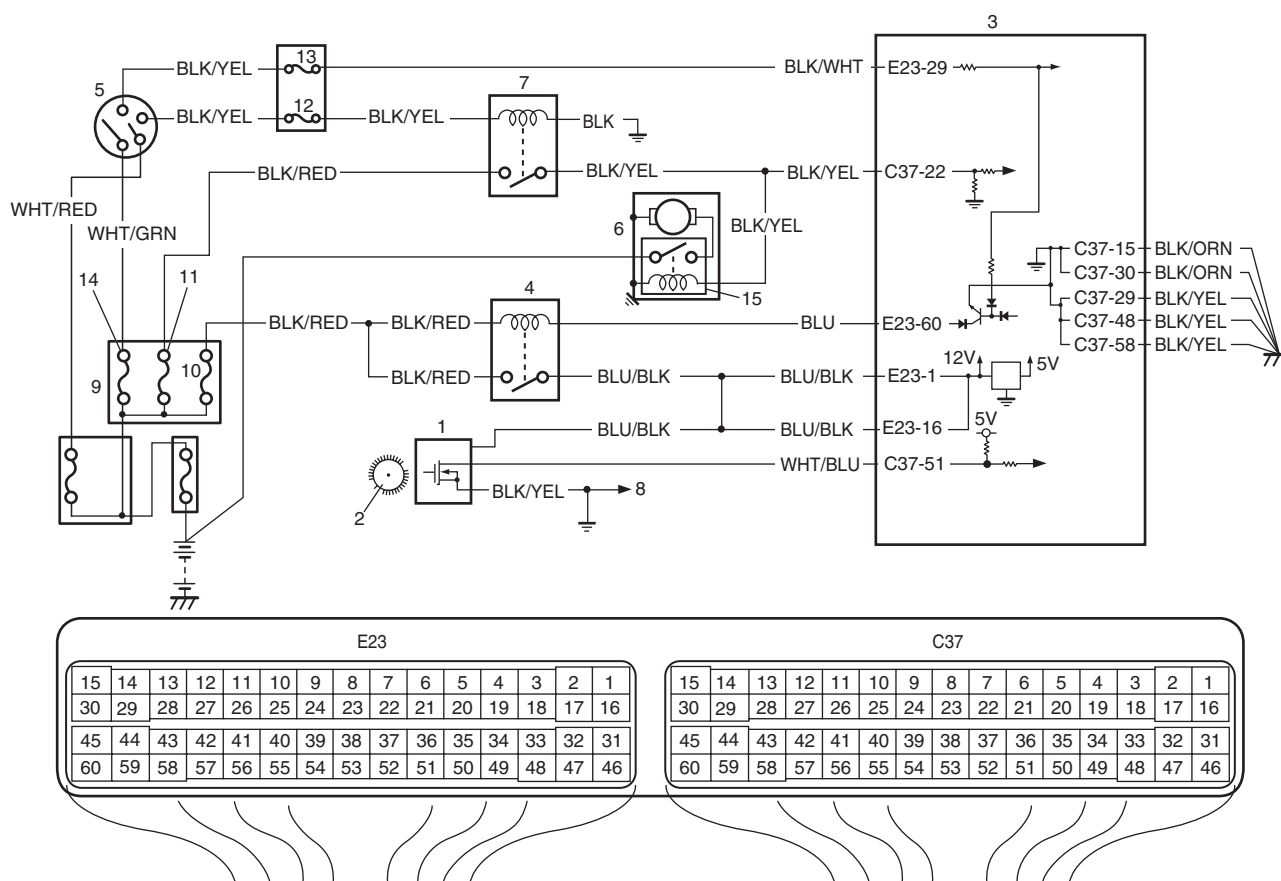 3
13
BLK/YEL
BLK/WHT
E23-29
5
7
12
BLK/YEL
BLK/YEL
BLK
BLK/RED
BLK/YEL
BLK/YEL
C37-22
WHT/RED
WHT/GRN
6
BLK/YEL
C37-15 BLK/ORN
C37-30 BLK/ORN
14
11
4
15
C37-29 BLK/YEL
BLK/RED
BLK/RED
BLU
E23-60
C37-48 BLK/YEL
C37-58 BLK/YEL
9
10
12V
5V
BLK/RED
BLU/BLK
BLU/BLK
E23-1
1
5V
BLU/BLK
BLU/BLK
E23-16
WHT/BLU
C37-51
BLK/YEL
8
2
E23
C37
15 14 13 12 11 10 9 8 7 6 5 4 3 2 1
15 14 13 12 11 10 9 8 7 6 5 4 3 2 1
30 29 28 27 26 25 24 23 22 21 20 19 18 17 16
30 29 28 27 26 25 24 23 22 21 20 19 18 17 16
45 44 43 42 41 40 39 38 37 36 35 34 33 32 31
45 44 43 42 41 40 39 38 37 36 35 34 33 32 31
60 59 58 57 56 55 54 53 52 51 50 49 48 47 46
60 59 58 57 56 55 54 53 52 51 50 49 48 47 46